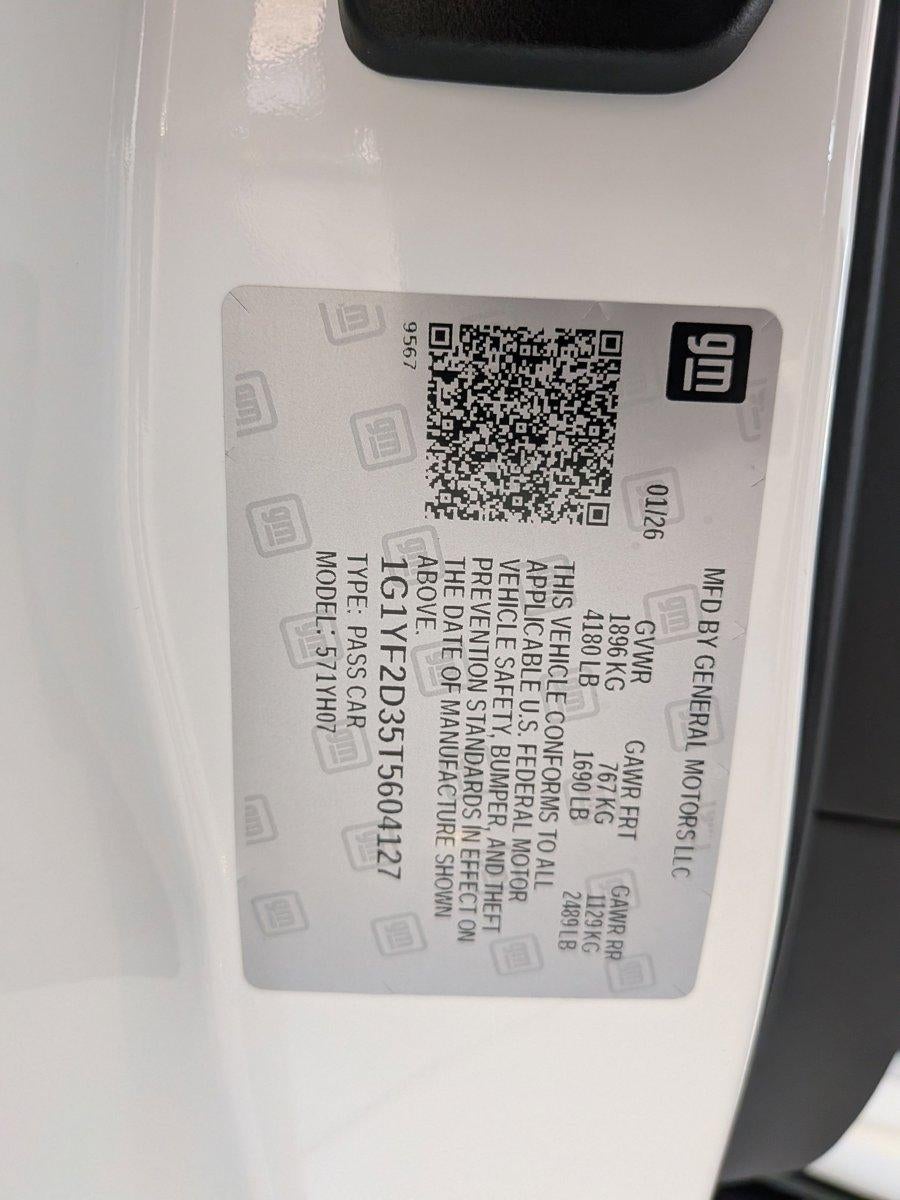 gm
MFD BY GENERAL MOTORS LLC
01/26
GVWR GAWR FRT GAWR RR
1896 KG 767 KG 1129 KG
4180 LB 1690 LB 2489 LB
THIS VEHICLE CONFORMS TO ALL
APPLICABLE U.S. FEDERAL MOTOR
VEHICLE SAFETY, BUMPER, AND THEFT
PREVENTION STANDARDS IN EFFECT ON
THE DATE OF MANUFACTURE SHOWN
ABOVE.
9567
1G1YF2D35T5604127
TYPE: PASS CAR
MODEL: 571YH07